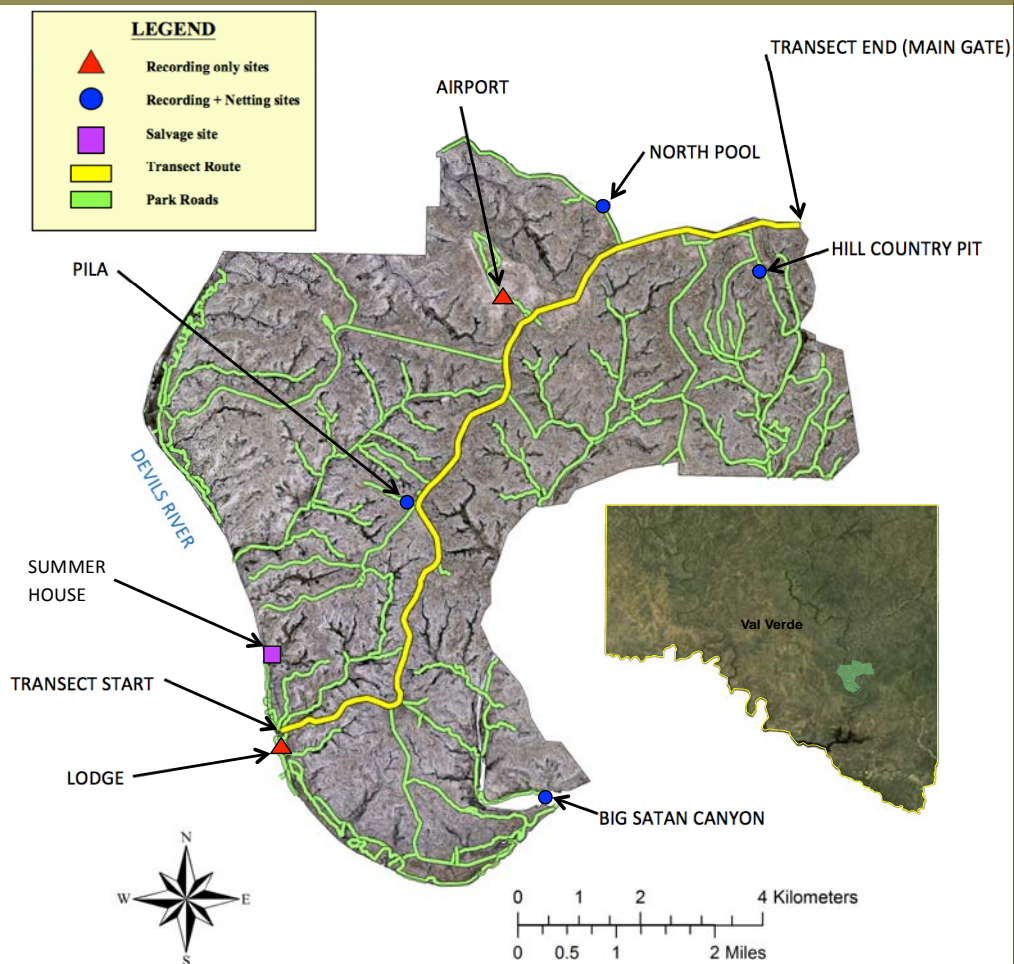 LEGEND
Recording only sites
Recording + Netting sites
Salvage site
Transect Route
Park Roads
TRANSECT END (MAIN GATE)
AIRPORT
NORTH POOL
HILL COUNTRY PIT
PILA
DEVILS RIVER
SUMMER
HOUSE
Val Verde
TRANSECT START
LODGE
BIG SATAN CANYON
N
W E
S
0 1 2 4 Kilometers
0 0.5 1 2 Miles